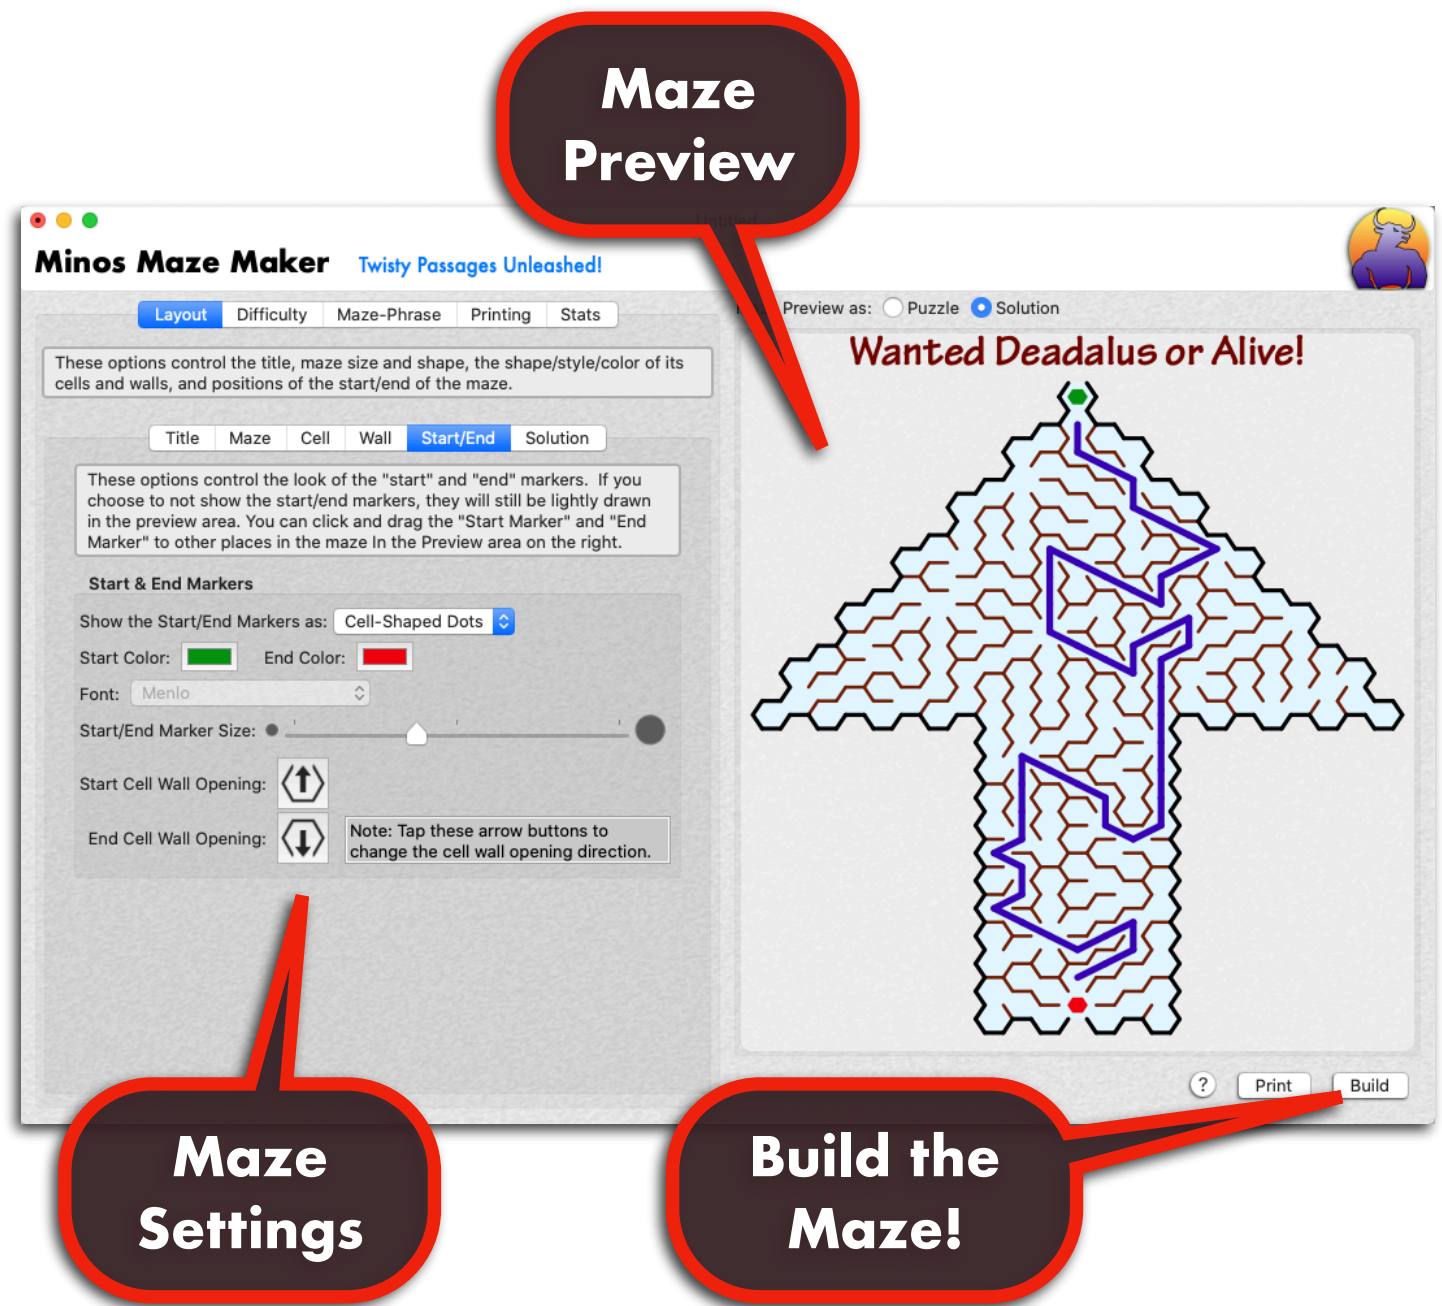 Maze
Preview
Untitled
Minos Maze Maker Twisty Passages Unleashed!
Layout Difficulty Maze-Phrase Printing Stats
Preview as: Puzzle Solution
These options control the title, maze size and shape, the shape/style/color of its
cells and walls, and positions of the start/end of the maze.
Wanted Deadalus or Alive!
Title Maze Cell Wall Start/End Solution
These options control the look of the "start" and "end" markers. If you
choose to not show the start/end markers, they will still be lightly drawn
in the preview area. You can click and drag the "Start Marker" and "End
Marker" to other places in the maze In the Preview area on the right.
Start & End Markers
Show the Start/End Markers as: Cell-Shaped Dots
Start Color: End Color:
Font: Menlo
Start/End Marker Size:
Start Cell Wall Opening:
End Cell Wall Opening:
Note: Tap these arrow buttons to
change the cell wall opening direction.
? Print Build
Maze
Settings
Build the
Maze!